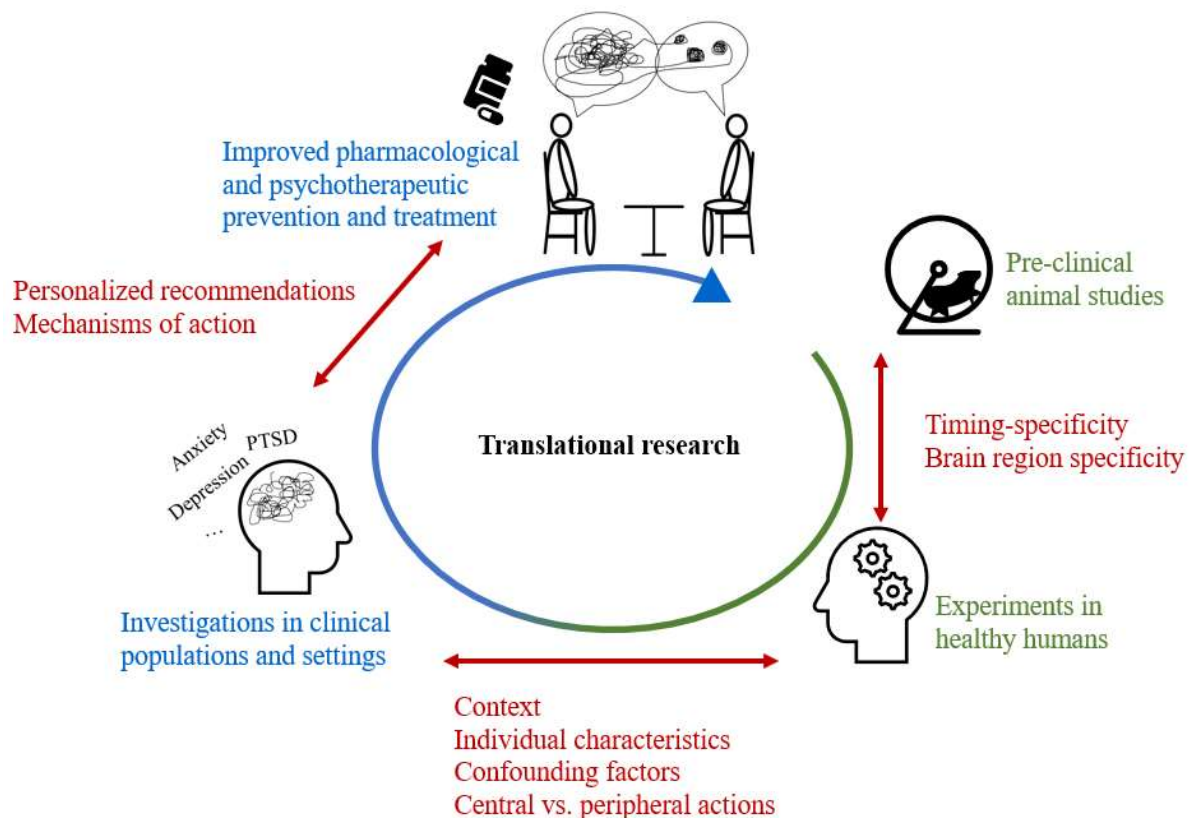 Improved pharmacological
and psychotherapeutic
prevention and treatment
Pre-clinical
animal studies
Personalized recommendations
Mechanisms of action
Timing-specificity
Brain region specificity
Translational research
Anxiety
PTSD
Depression
...
Investigations in clinical
populations and settings
Experiments in
healthy humans
Context
Individual characteristics
Confounding factors
Central vs. peripheral actions